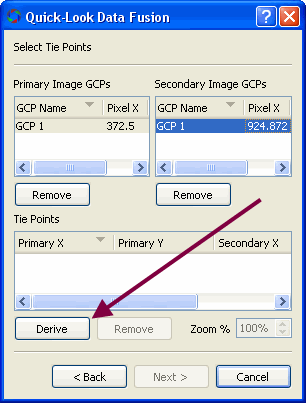 Quick-Look Data Fusion
Select Tie Points
Primary Image GCPs
Secondary Image GCPs
GCP Name Pixel X
GCP Name Pixel X
GCP 1 372.5
GCP 1 924.872
Remove
Remove
Tie Points
Primary X Primary Y Secondary X
Derive Remove Zoom % 100%
< Back Next > Cancel